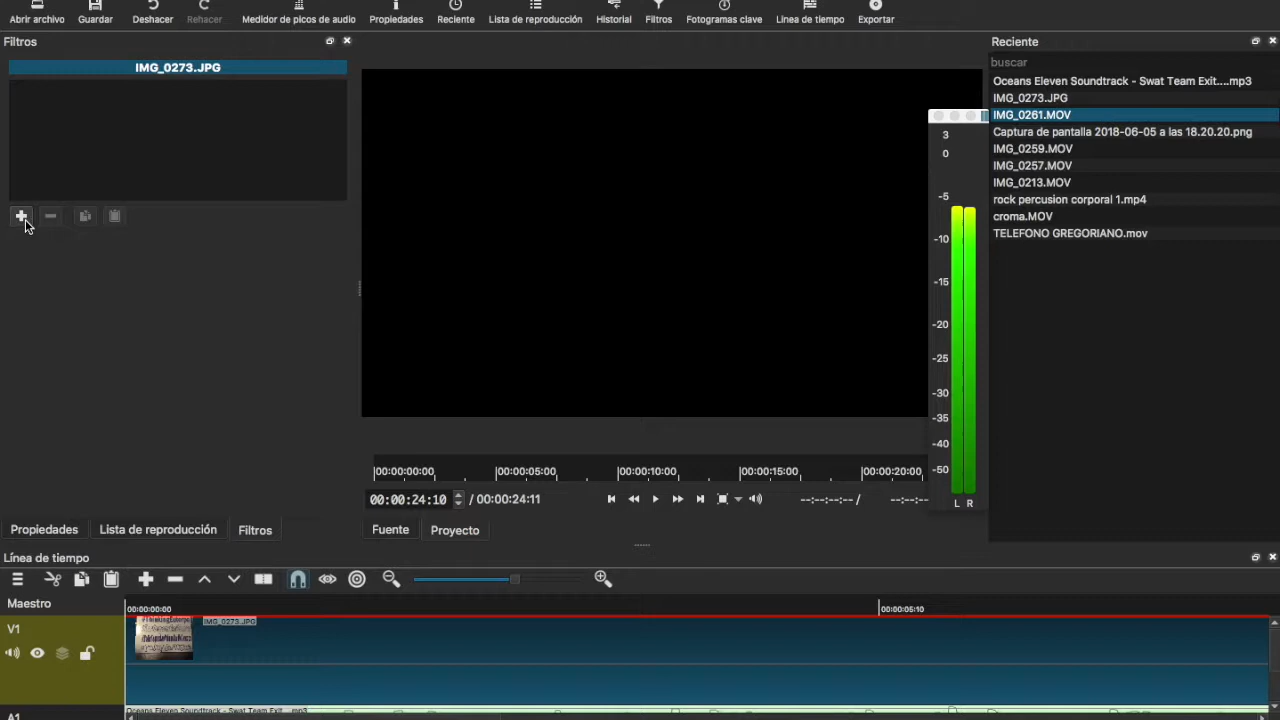 Abrir archivo Guardar Deshacer Rehacer Medidor de picos de audio Propiedades Reciente Lista de reproducción Historial Filtros Fotogramas clave Línea de tiempo Exportar
Filtros
IMG_0273.JPG
Reciente
buscar
Oceans Eleven Soundtrack - Swat Team Exit....mp3
IMG_0273.JPG
IMG_0261.MOV
Captura de pantalla 2018-06-05 a las 18.20.20.png
IMG_0259.MOV
IMG_0257.MOV
IMG_0213.MOV
rock percusion corporal 1.mp4
croma.MOV
TELEFONO GREGORIANO.mov
3
0
-5
-10
-15
-20
-25
-30
-35
-40
-50
L R
00:00:00:00 00:00:05:00 00:00:10:00 00:00:15:00 00:00:20:00
00:00:24:10 / 00:00:24:11 --:--:--:-- / --:--:--
Propiedades Lista de reproducción Filtros
Fuente Proyecto
Línea de tiempo
Maestro
00:00:00:00 00:00:05:10
V1
IMG_0273.JPG
A1
Oceans Eleven Soundtrack - Swat Team Exit....mp3